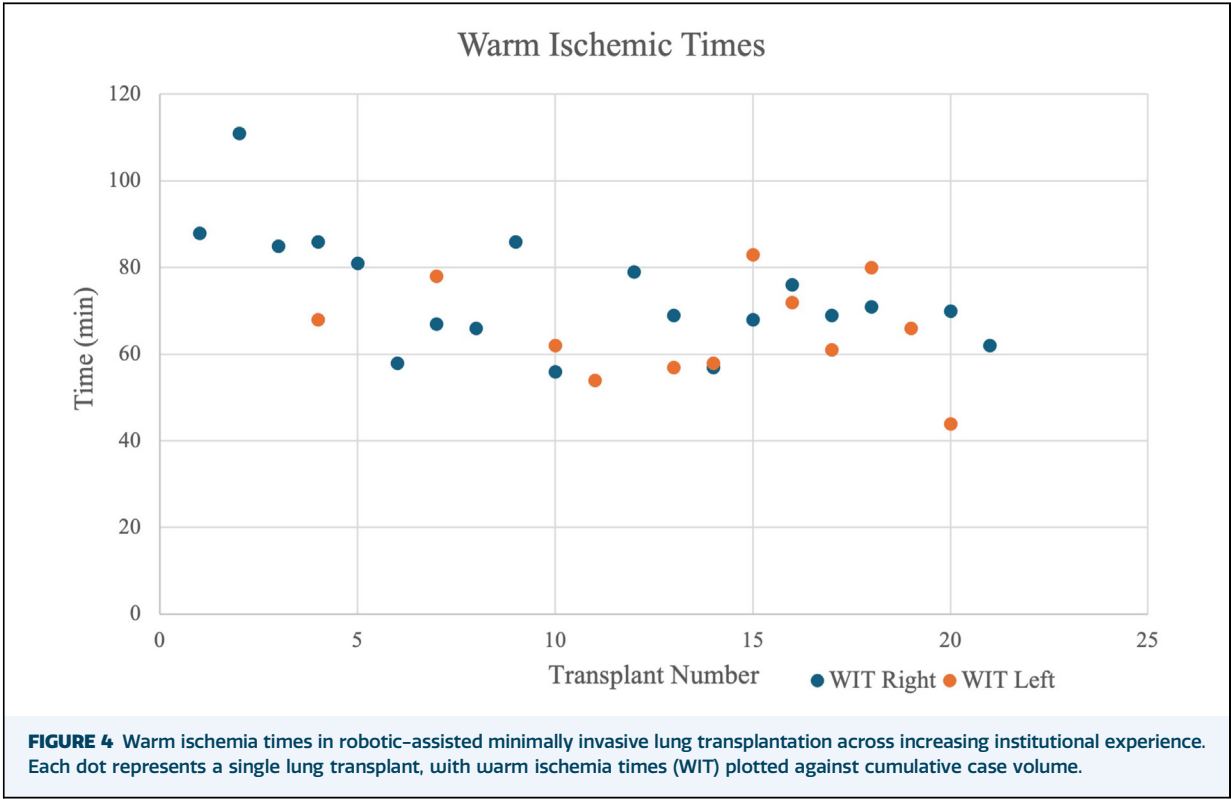 Warm Ischemic Times
120
100
80
60
40
20
0
Time (min)
0 5 10 15 20 25
Transplant Number
WIT Right WIT Left
FIGURE 4 Warm ischemia times in robotic-assisted minimally invasive lung transplantation across increasing institutional experience.
Each dot represents a single lung transplant, with warm ischemia times (WIT) plotted against cumulative case volume.